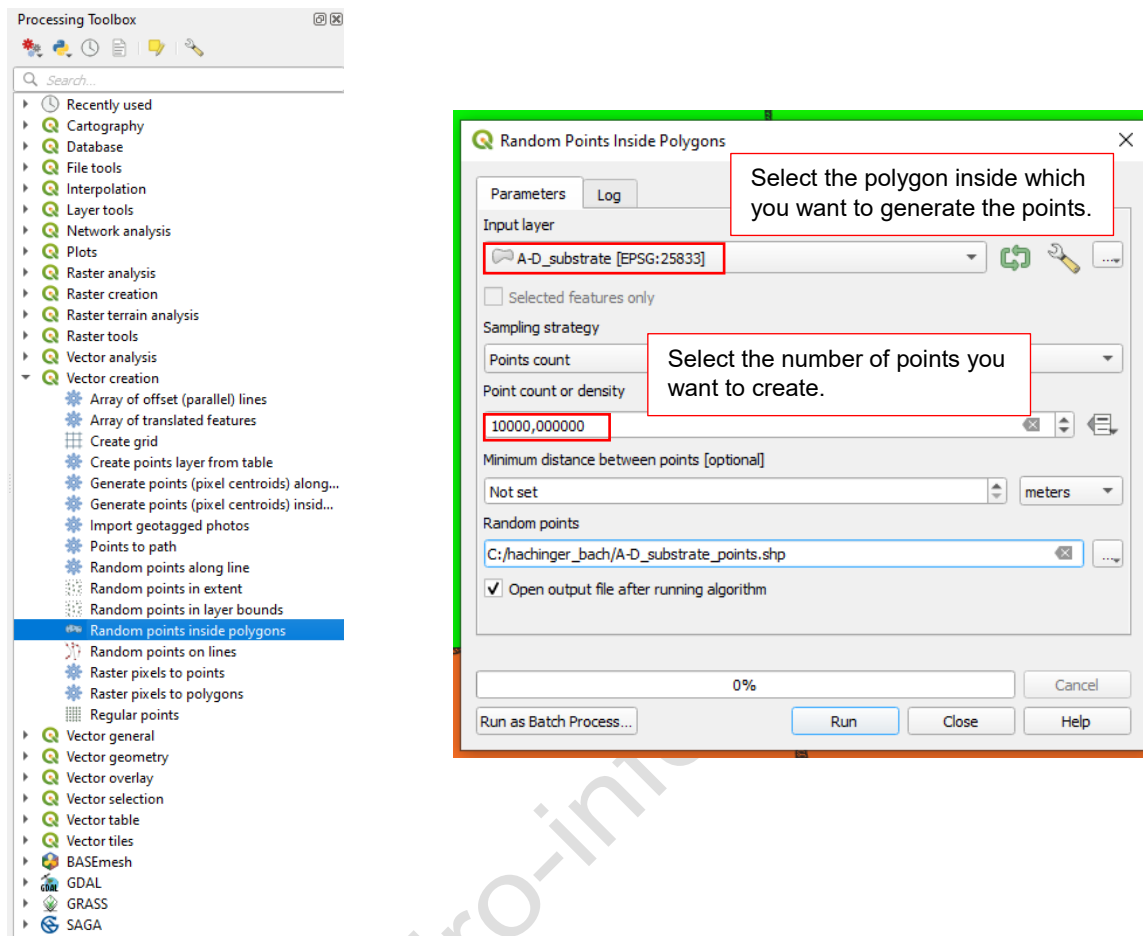 Processing Toolbox
Search...
Recently used
Cartography
Database
File tools
Interpolation
Layer tools
Network analysis
Plots
Raster analysis
Raster creation
Raster terrain analysis
Raster tools
Vector analysis
Vector creation
Array of offset (parallel) lines
Array of translated features
Create grid
Create points layer from table
Generate points (pixel centroids) along...
Generate points (pixel centroids) insid...
Import geotagged photos
Points to path
Random points along line
Random points in extent
Random points in layer bounds
Random points inside polygons
Random points on lines
Raster pixels to points
Raster pixels to polygons
Regular points
Vector general
Vector geometry
Vector overlay
Vector selection
Vector table
Vector tiles
BASEmesh
GDAL
GRASS
SAGA
Random Points Inside Polygons
Select the polygon inside which
you want to generate the points.
Parameters Log
Input layer
A-D_substrate [EPSG:25833]
Selected features only
Sampling strategy
Points count
Select the number of points you
want to create.
Point count or density
10000,000000
Minimum distance between points [optional]
Not set meters
Random points
C:/hachinger_bach/A-D_substrate_points.shp
Open output file after running algorithm
0% Cancel
Run as Batch Process... Run Close Help